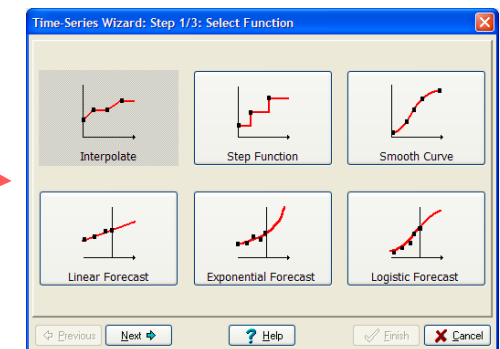 Time-Series Wizard: Step 1/3: Select Function
Interpolate
Step Function
Smooth Curve
Linear Forecast
Exponential Forecast
Logistic Forecast
Previous
Next
Help
Finish
Cancel